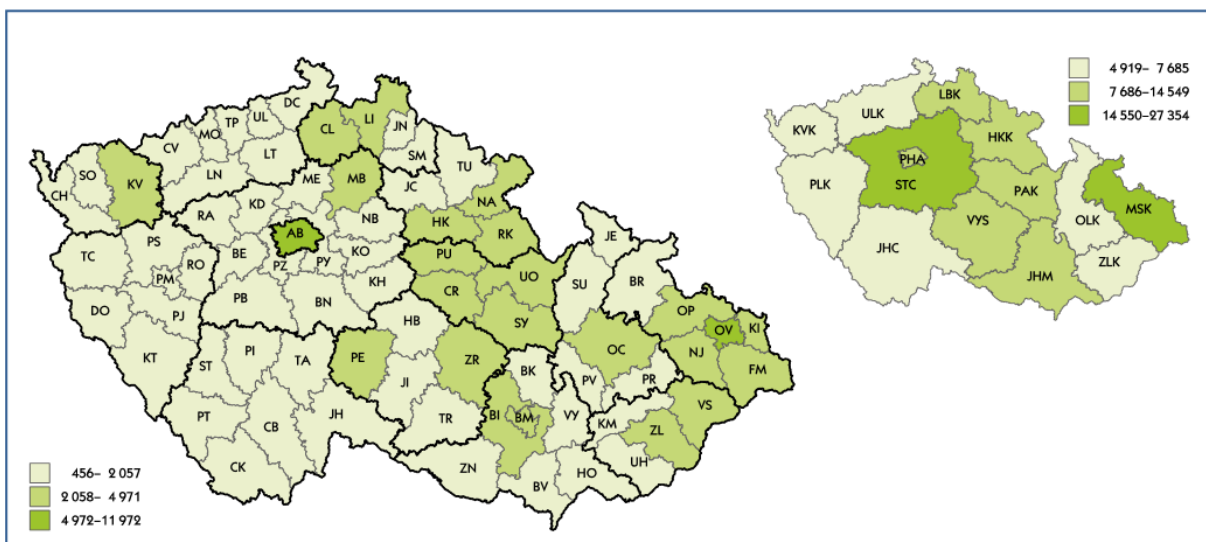 4 919– 7 685
7 686–14 549
14 550–27 354
LBK
ULK
KVK
HKK
PHA
PLK
STC
PAK
MSK
VYS
OLK
JHC
ZLK
JHM
DC
LI
UL
TP
CL
JN
MO
CV
LT
SM
TU
SO
LN
ME
MB
JC
CH
KV
KD
NA
RA
NB
HK
AB
RK
JE
PS
BE
KO
PU
TC
RO
PZ
PY
UO
PM
KH
SU
BR
CR
PB
BN
DO
PJ
HB
SY
OP
OV
KI
KT
PI
TA
PE
ZR
OC
NJ
ST
BK
FM
JI
PV
PR
PT
JH
TR
BI
BM
VY
VS
CB
KM
ZL
CK
ZN
UH
HO
BV
456– 2 057
2 058– 4 971
4 972–11 972